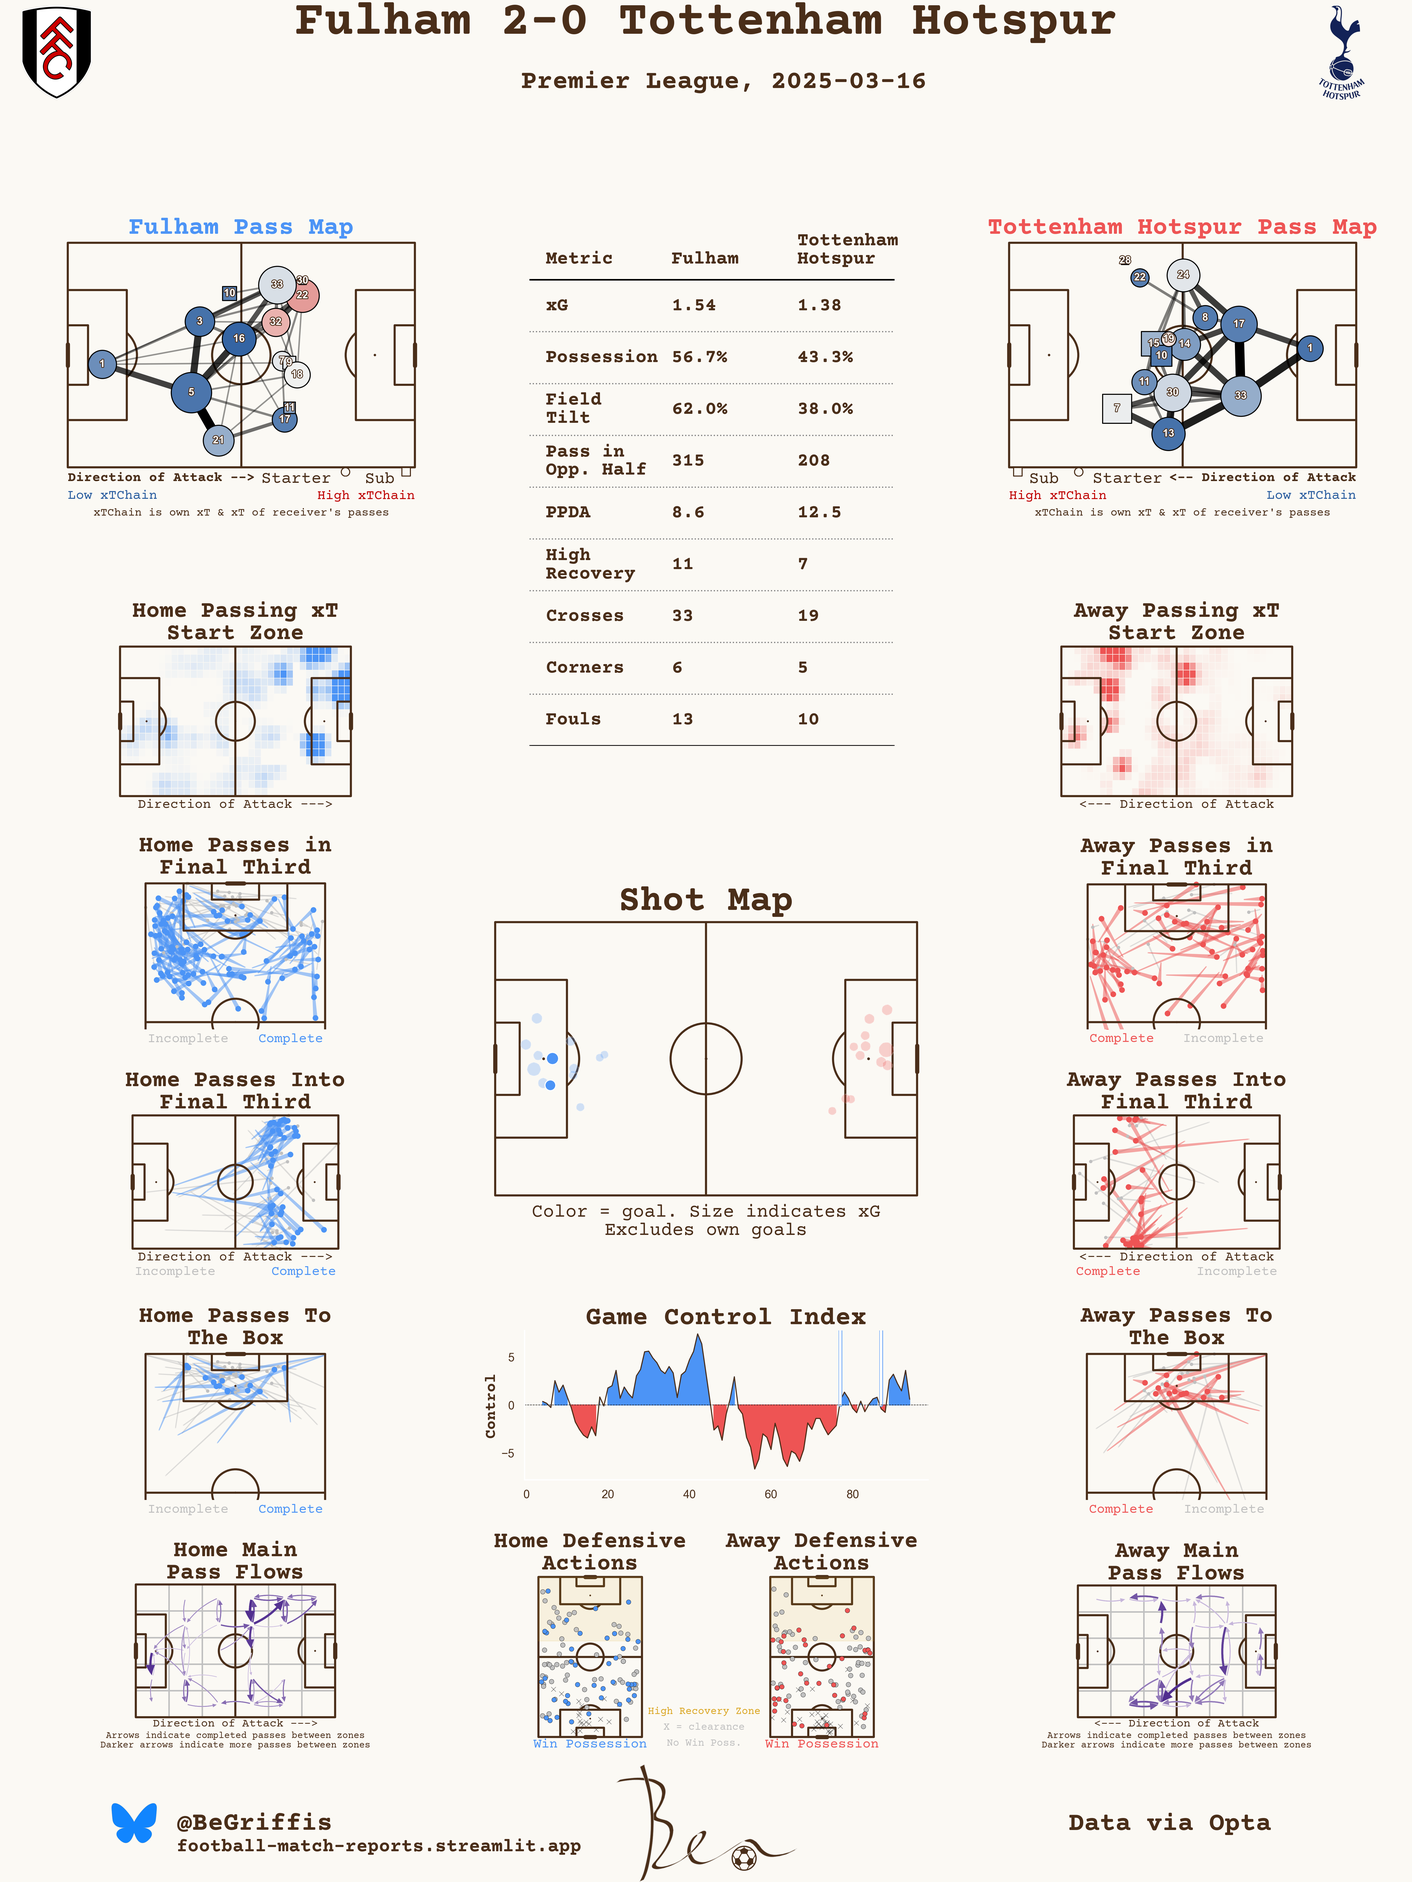 Fulham 2-0 Tottenham Hotspur
Premier League, 2025-03-16
TOTTENHAM
HOTSPUR
Fulham Pass Map
10
33
30
22
3
32
16
1
7
9
18
5
11
17
21
Direction of Attack --> Starter Sub
Low xTChain High xTChain
xTChain is own xT & xT of receiver's passes
Metric Fulham Tottenham
Hotspur
xG 1.54 1.38
Possession 56.7% 43.3%
Field
Tilt 62.0% 38.0%
Pass in
Opp. Half 315 208
PPDA 8.6 12.5
High
Recovery 11 7
Crosses 33 19
Corners 6 5
Fouls 13 10
Tottenham Hotspur Pass Map
28
22
24
8
17
15
19
14
10
1
11
30
33
7
13
Sub Starter <-- Direction of Attack
High xTChain Low xTChain
xTChain is own xT & xT of receiver's passes
Home Passing xT
Start Zone
Direction of Attack --->
Away Passing xT
Start Zone
<--- Direction of Attack
Home Passes in
Final Third
Incomplete Complete
Away Passes in
Final Third
Complete Incomplete
Shot Map
Color = goal. Size indicates xG
Excludes own goals
Home Passes Into
Final Third
Direction of Attack --->
Incomplete Complete
Away Passes Into
Final Third
<--- Direction of Attack
Complete Incomplete
Home Passes To
The Box
Incomplete Complete
Game Control Index
Control
5
0
−5
0 20 40 60 80
Away Passes To
The Box
Complete Incomplete
Home Main
Pass Flows
Direction of Attack --->
Arrows indicate completed passes between zones
Darker arrows indicate more passes between zones
Home Defensive
Actions
Win Possession
Away Defensive
Actions
Win Possession
High Recovery Zone
X = clearance
No Win Poss.
Away Main
Pass Flows
<--- Direction of Attack
Arrows indicate completed passes between zones
Darker arrows indicate more passes between zones
@BeGriffis
football-match-reports.streamlit.app
Ben
Data via Opta